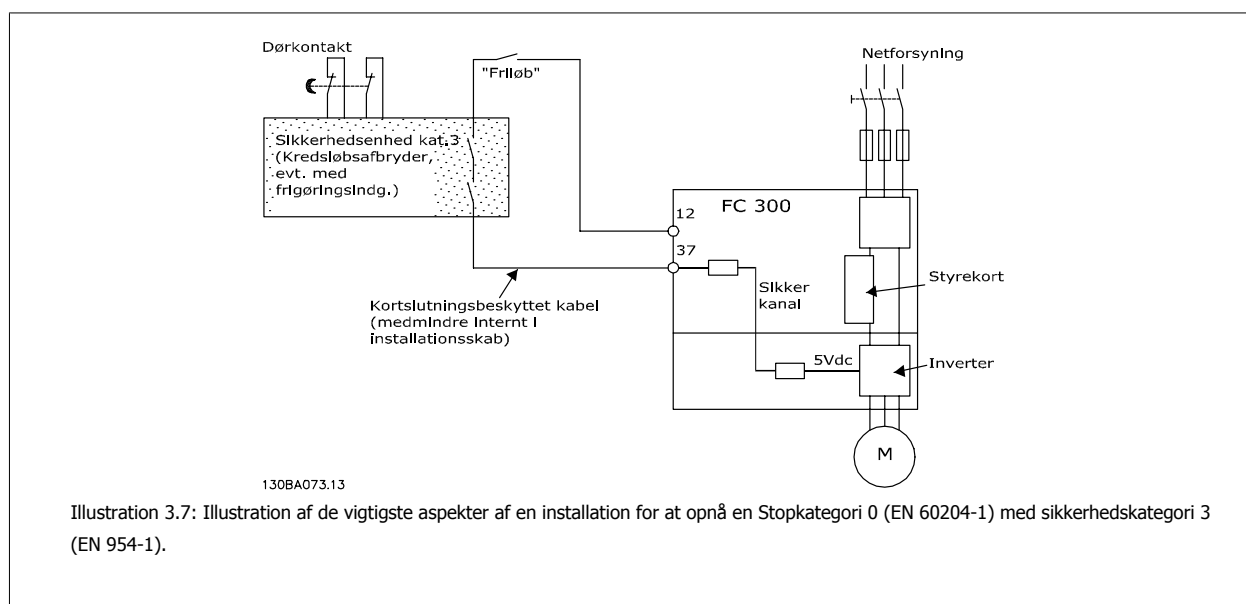 Dørkontakt
Netforsyning
"Friløb"
Sikkerhedsenhed kat.3
(Kredsløbsafbryder,
evt. med
frigøringsindg.)
12
FC 300
37
Sikker
kanal
Styrekort
Kortslutningsbeskyttet kabel
(medmindre internt i
installationsskab)
5Vdc
Inverter
M
130BA073.13
Illustration 3.7: Illustration af de vigtigste aspekter af en installation for at opnå en Stopkategori 0 (EN 60204-1) med sikkerhedskategori 3
(EN 954-1).